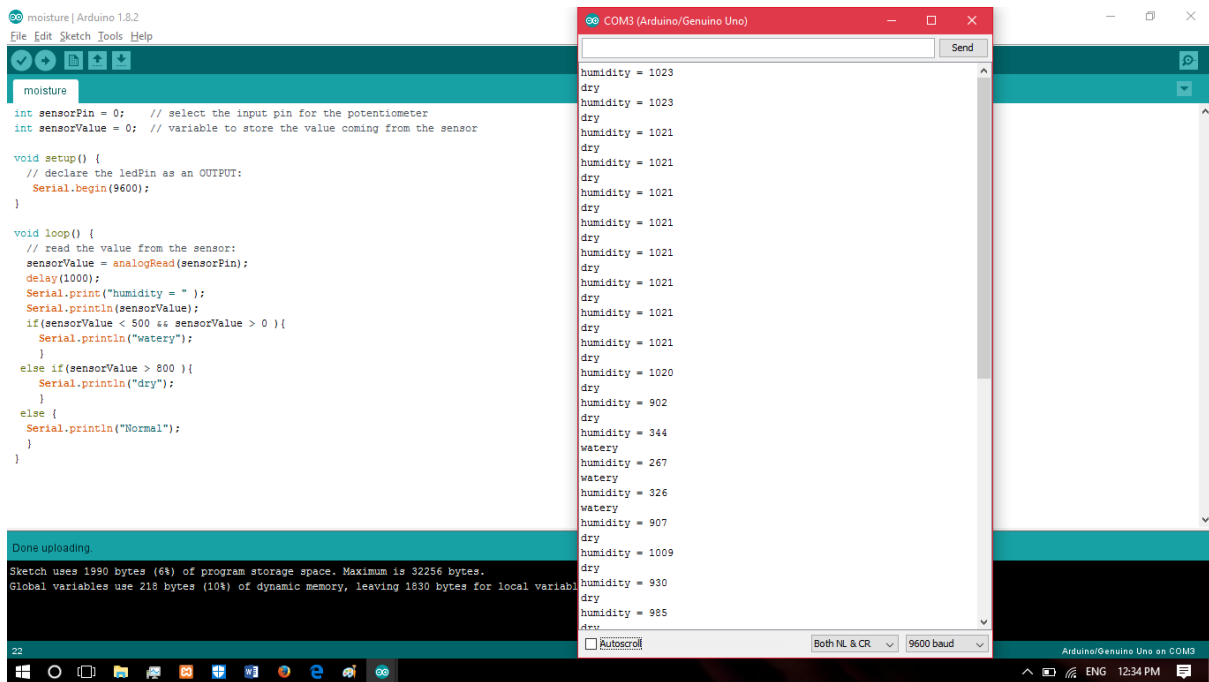 moisture | Arduino 1.8.2
File Edit Sketch Tools Help
moisture
int sensorPin = 0;    // select the input pin for the potentiometer
int sensorValue = 0;  // variable to store the value coming from the sensor
void setup() {
  // declare the ledPin as an OUTPUT:
   Serial.begin(9600);
}
void loop() {
  // read the value from the sensor:
  sensorValue = analogRead(sensorPin);
  delay(1000);
  Serial.print("humidity = " );
  Serial.println(sensorValue);
  if(sensorValue < 500 && sensorValue > 0 ){
    Serial.println("watery");
    }
 else if(sensorValue > 800 ){
    Serial.println("dry");
    }
 else {
  Serial.println("Normal");
  }
}
Done uploading.
Sketch uses 1990 bytes (6%) of program storage space. Maximum is 32256 bytes.
Global variables use 218 bytes (10%) of dynamic memory, leaving 1830 bytes for local variabl
22
Arduino/Genuino Uno on COM3
COM3 (Arduino/Genuino Uno)
Send
humidity = 1023
dry
humidity = 1023
dry
humidity = 1021
dry
humidity = 1021
dry
humidity = 1021
dry
humidity = 1021
dry
humidity = 1021
dry
humidity = 1021
dry
humidity = 1021
dry
humidity = 1021
dry
humidity = 1020
dry
humidity = 902
dry
humidity = 344
watery
humidity = 267
watery
humidity = 326
watery
humidity = 907
dry
humidity = 1009
dry
humidity = 930
dry
humidity = 985
dry
Autoscroll
Both NL & CR
9600 baud
ENG 12:34 PM